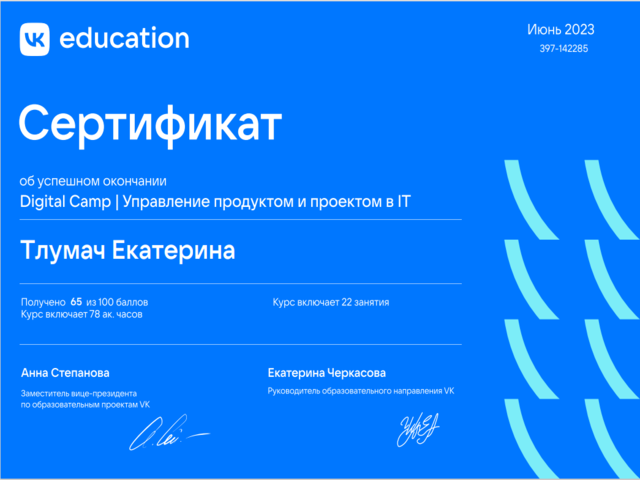 VK education
Июнь 2023
397-142285
Сертификат
об успешном окончании
Digital Camp | Управление продуктом и проектом в IT
Тлумач Екатерина
Получено 65 из 100 баллов
Курс включает 78 ак. часов
Курс включает 22 занятия
Анна Степанова
Заместитель вице-президента
по образовательным проектам VK
Екатерина Черкасова
Руководитель образовательного направления VK